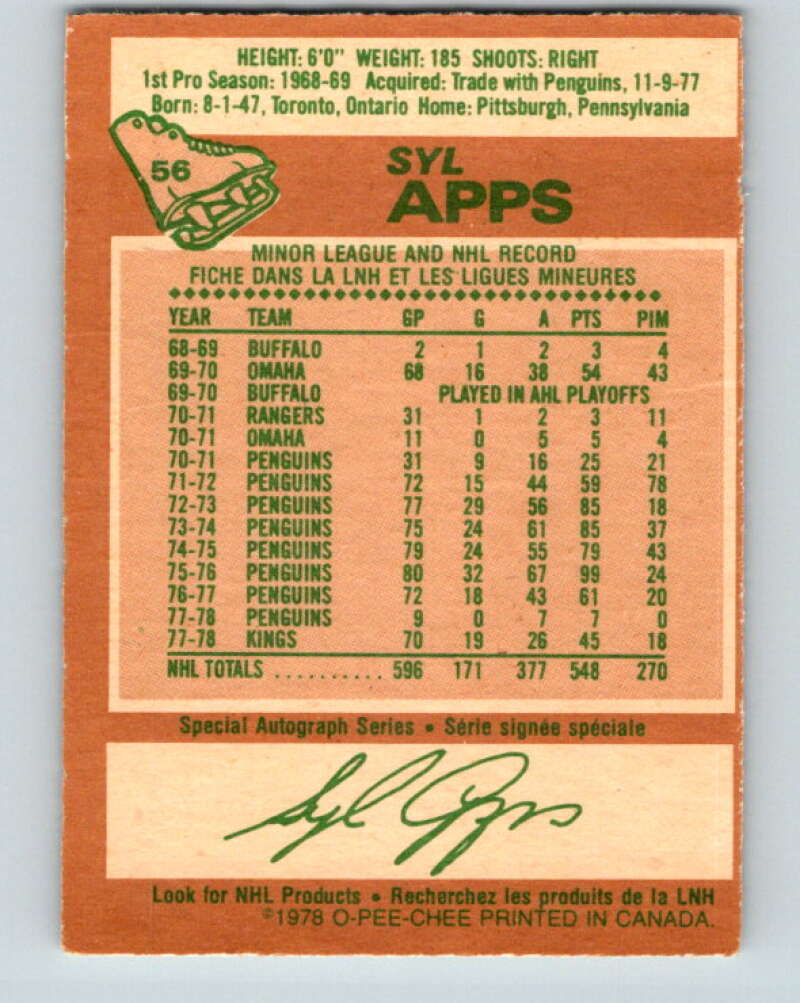 HEIGHT: 6'0" WEIGHT: 185 SHOOTS: RIGHT
1st Pro Season: 1968-69 Acquired: Trade with Penguins, 11-9-77
Born: 8-1-47, Toronto, Ontario Home: Pittsburgh, Pennsylvania
56
SYL
APPS
MINOR LEAGUE AND NHL RECORD
FICHE DANS LA LNH ET LES LIGUES MINEURES
YEAR TEAM GP G A PTS PIM
68-69 BUFFALO 2 1 2 3 4
69-70 OMAHA 68 16 38 54 43
69-70 BUFFALO PLAYED IN AHL PLAYOFFS
70-71 RANGERS 31 1 2 3 11
70-71 OMAHA 11 0 5 5 4
70-71 PENGUINS 31 9 16 25 21
71-72 PENGUINS 72 15 44 59 78
72-73 PENGUINS 77 29 56 85 18
73-74 PENGUINS 75 24 61 85 37
74-75 PENGUINS 79 24 55 79 43
75-76 PENGUINS 80 32 67 99 24
76-77 PENGUINS 72 18 43 61 20
77-78 PENGUINS 9 0 7 7 0
77-78 KINGS 70 19 26 45 18
NHL TOTALS .......... 596 171 377 548 270
Special Autograph Series • Série signée spéciale
Syl Apps
Look for NHL Products • Recherchez les produits de la LNH
©1978 O-PEE-CHEE PRINTED IN CANADA.